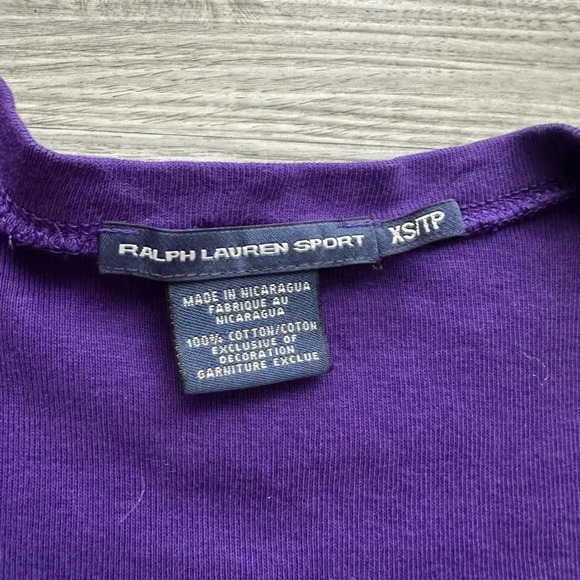 RALPH LAUREN SPORT
XS/TP
MADE IN NICARAGUA
FABRIQUE AU
NICARAGUA
100% COTTON/COTON
EXCLUSIVE OF
DECORATION
GARNITURE EXCLUE